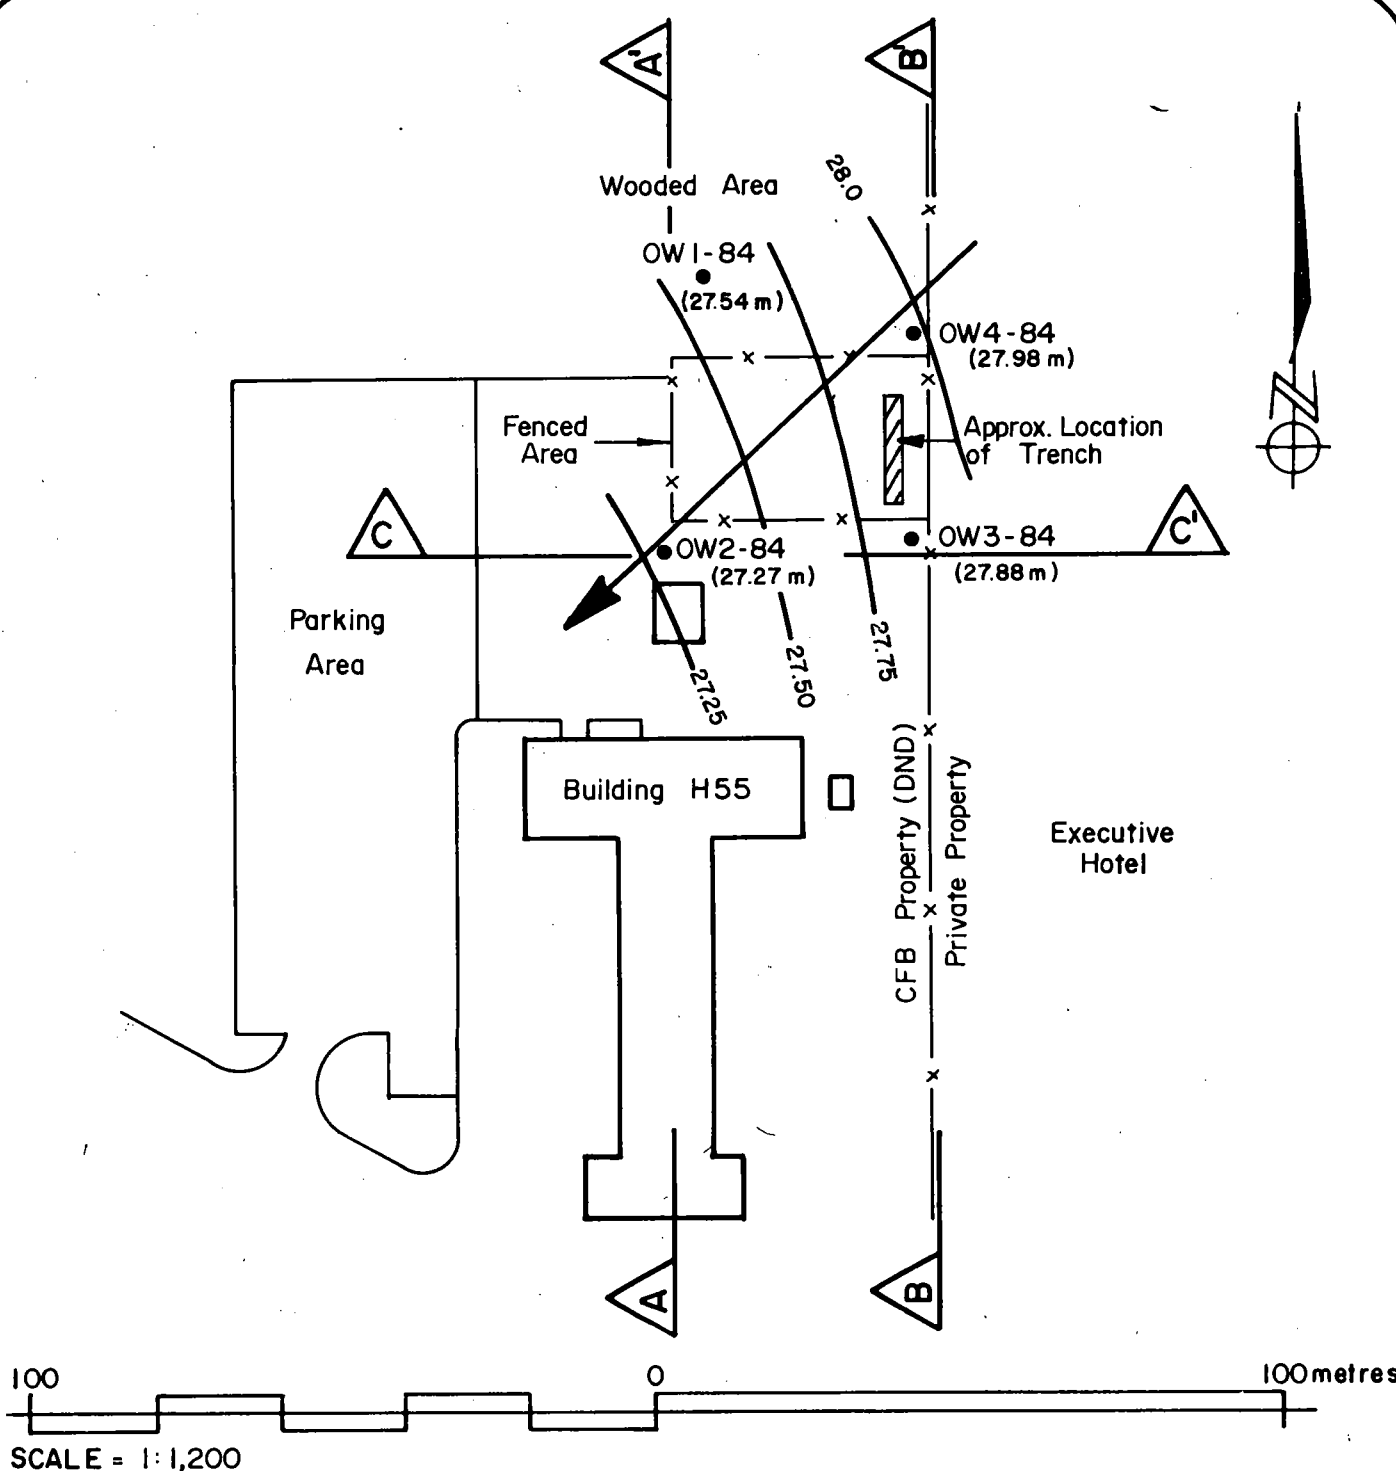 A'
B'
Wooded Area
28.0
OW1-84
(27.54 m)
OW4-84
(27.98 m)
Fenced
Area
Approx. Location
of Trench
N
C
C'
OW2-84
(27.27 m)
OW3-84
(27.88 m)
Parking
Area
27.25
27.50
27.75
Building H55
CFB Property (DND)
Private Property
Executive
Hotel
A
B
100
0
100 metres
SCALE = 1:1,200